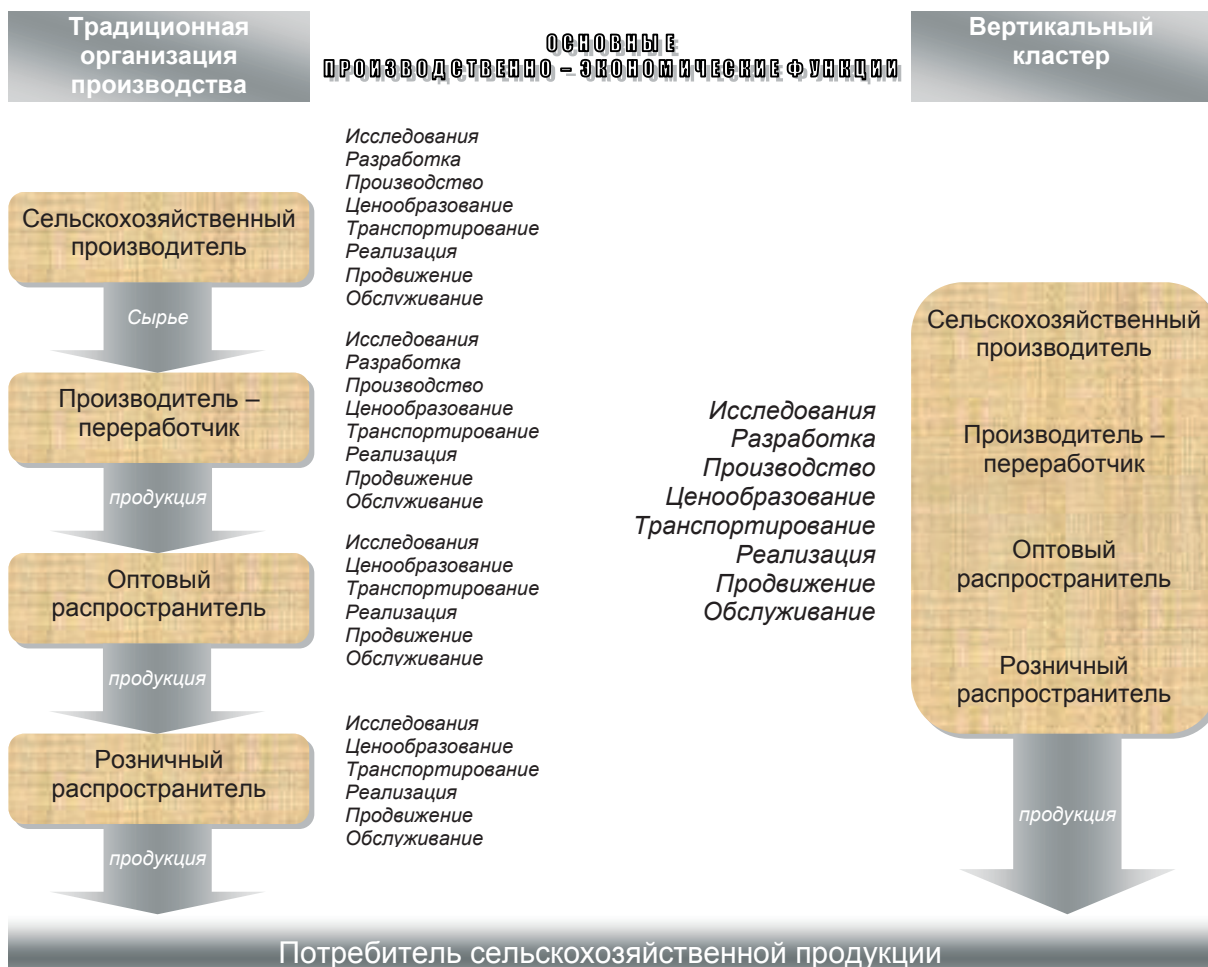 Традиционная
организация
производства
ОСНОВНЫЕ
ПРОИЗВОДСТВЕННО – ЭКОНОМИЧЕСКИЕ ФУНКЦИИ
Вертикальный
кластер
Сельскохозяйственный
производитель
Сырье
Производитель –
переработчик
продукция
Оптовый
распространитель
продукция
Розничный
распространитель
продукция
Исследования
Разработка
Производство
Ценообразование
Транспортирование
Реализация
Продвижение
Обслуживание
Исследования
Разработка
Производство
Ценообразование
Транспортирование
Реализация
Продвижение
Обслуживание
Исследования
Ценообразование
Транспортирование
Реализация
Продвижение
Обслуживание
Исследования
Ценообразование
Транспортирование
Реализация
Продвижение
Обслуживание
Исследования
Разработка
Производство
Ценообразование
Транспортирование
Реализация
Продвижение
Обслуживание
Сельскохозяйственный
производитель
Производитель –
переработчик
Оптовый
распространитель
Розничный
распространитель
продукция
Потребитель сельскохозяйственной продукции